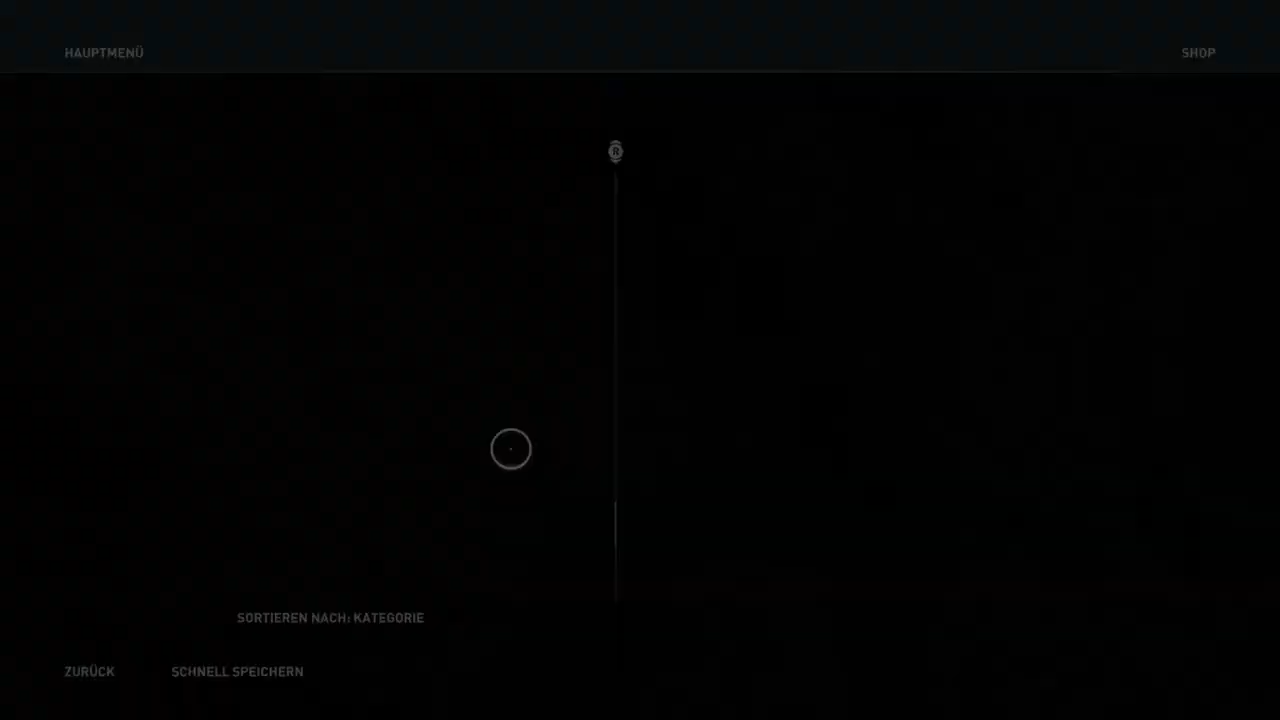 HAUPTMENÜ
SHOP
R
SORTIEREN NACH: KATEGORIE
ZURÜCK
SCHNELL SPEICHERN